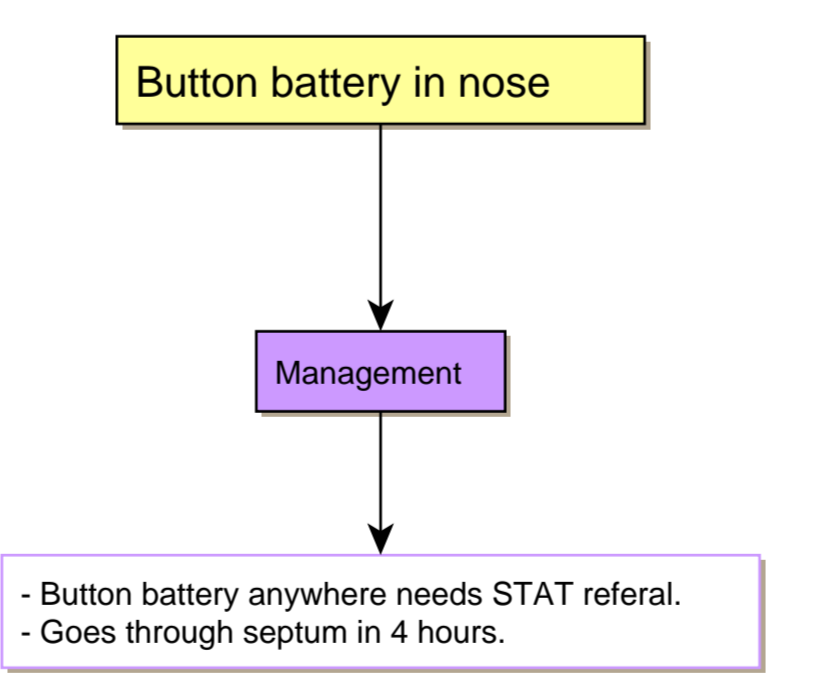 Button battery in nose
Management
- Button battery anywhere needs STAT referal.
- Goes through septum in 4 hours.